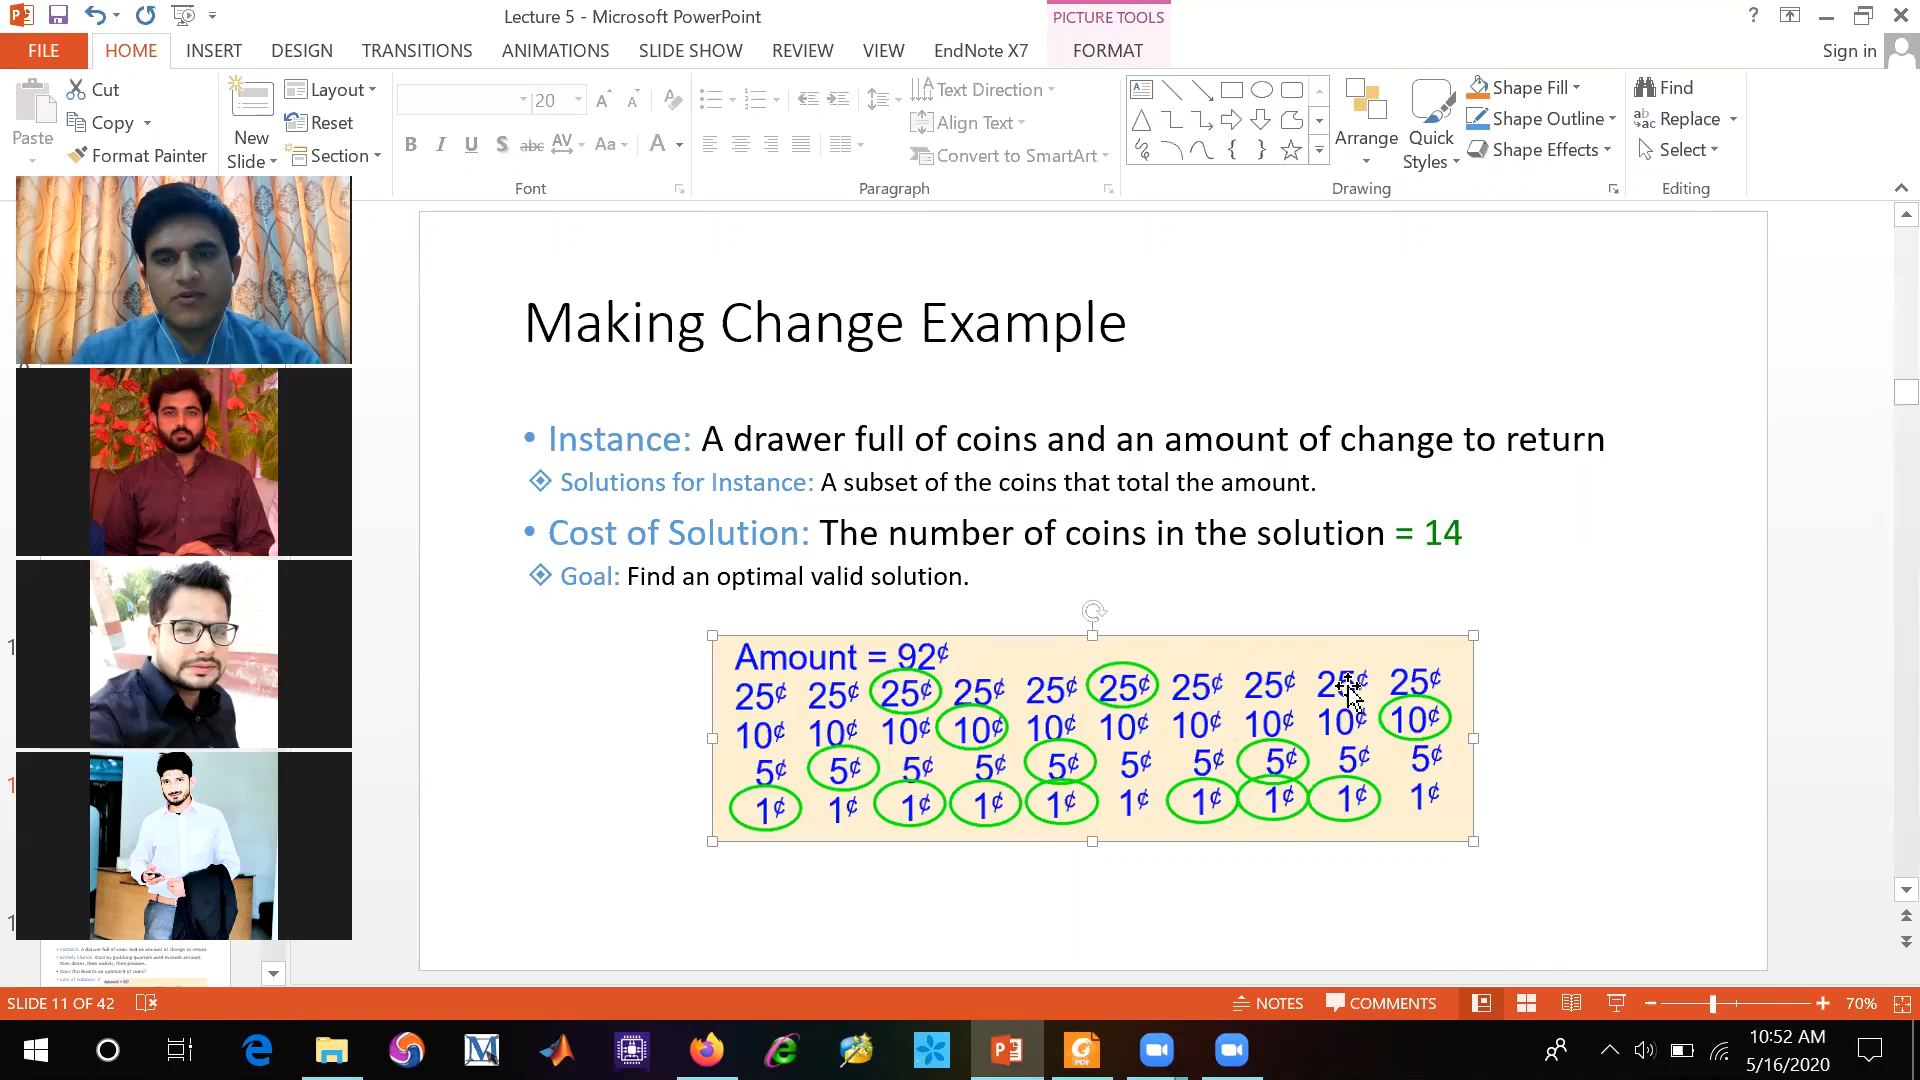 Lecture 5 - Microsoft PowerPoint
PICTURE TOOLS
?
FILE
HOME
INSERT
DESIGN
TRANSITIONS
ANIMATIONS
SLIDE SHOW
REVIEW
VIEW
EndNote X7
FORMAT
Sign in
Paste
Cut
Copy
Format Painter
New
Slide
Layout
Reset
Section
20
B I U S abc AV Aa A
Font
Text Direction
Align Text
Convert to SmartArt
Paragraph
Arrange
Quick
Styles
Shape Fill
Shape Outline
Shape Effects
Drawing
Find
Replace
Select
Editing
Making Change Example
• Instance: A drawer full of coins and an amount of change to return
Solutions for Instance: A subset of the coins that total the amount.
• Cost of Solution: The number of coins in the solution = 14
Goal: Find an optimal valid solution.
Amount = 92¢
25¢ 25¢ 25¢ 25¢ 25¢ 25¢ 25¢ 25¢ 25¢ 25¢
10¢ 10¢ 10¢ 10¢ 10¢ 10¢ 10¢ 10¢ 10¢ 10¢
5¢ 5¢ 5¢ 5¢ 5¢ 5¢ 5¢ 5¢ 5¢ 5¢
1¢ 1¢ 1¢ 1¢ 1¢ 1¢ 1¢ 1¢ 1¢ 1¢
SLIDE 11 OF 42
NOTES
COMMENTS
70%
10:52 AM
5/16/2020